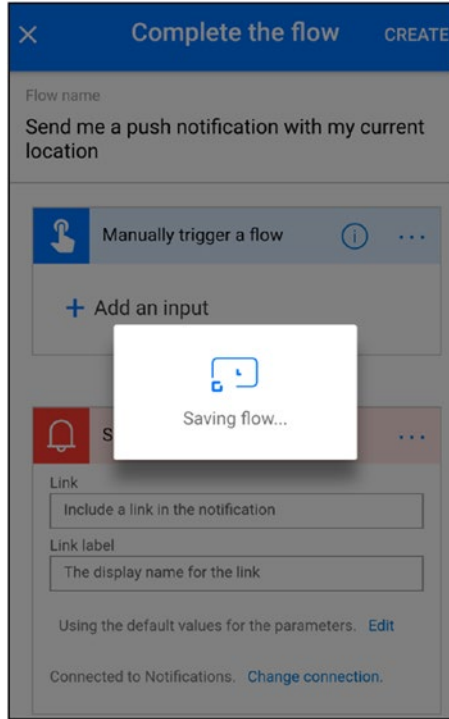 Complete the flow
CREATE
Flow name
Send me a push notification with my current
location
Manually trigger a flow
+ Add an input
Saving flow...
S
Link
Include a link in the notification
Link label
The display name for the link
Using the default values for the parameters. Edit
Connected to Notifications. Change connection.